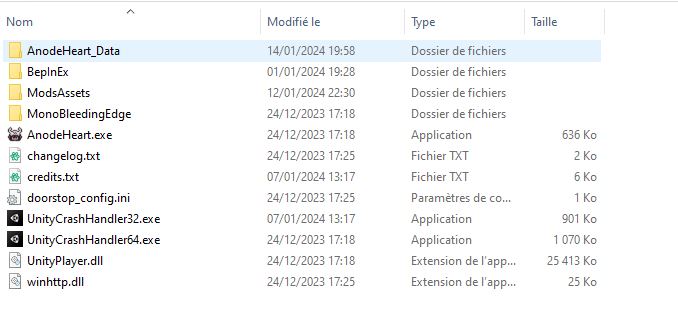 Nom Modifié le Type Taille
AnodeHeart_Data 14/01/2024 19:58 Dossier de fichiers
BepInEx 01/01/2024 19:28 Dossier de fichiers
ModsAssets 12/01/2024 22:30 Dossier de fichiers
MonoBleedingEdge 24/12/2023 17:18 Dossier de fichiers
AnodeHeart.exe 24/12/2023 17:18 Application 636 Ko
changelog.txt 24/12/2023 17:25 Fichier TXT 2 Ko
credits.txt 07/01/2024 13:17 Fichier TXT 6 Ko
doorstop_config.ini 24/12/2023 17:25 Paramètres de co... 1 Ko
UnityCrashHandler32.exe 07/01/2024 13:17 Application 901 Ko
UnityCrashHandler64.exe 24/12/2023 17:18 Application 1 070 Ko
UnityPlayer.dll 24/12/2023 17:18 Extension de l'app... 25 413 Ko
winhttp.dll 24/12/2023 17:25 Extension de l'app... 25 Ko